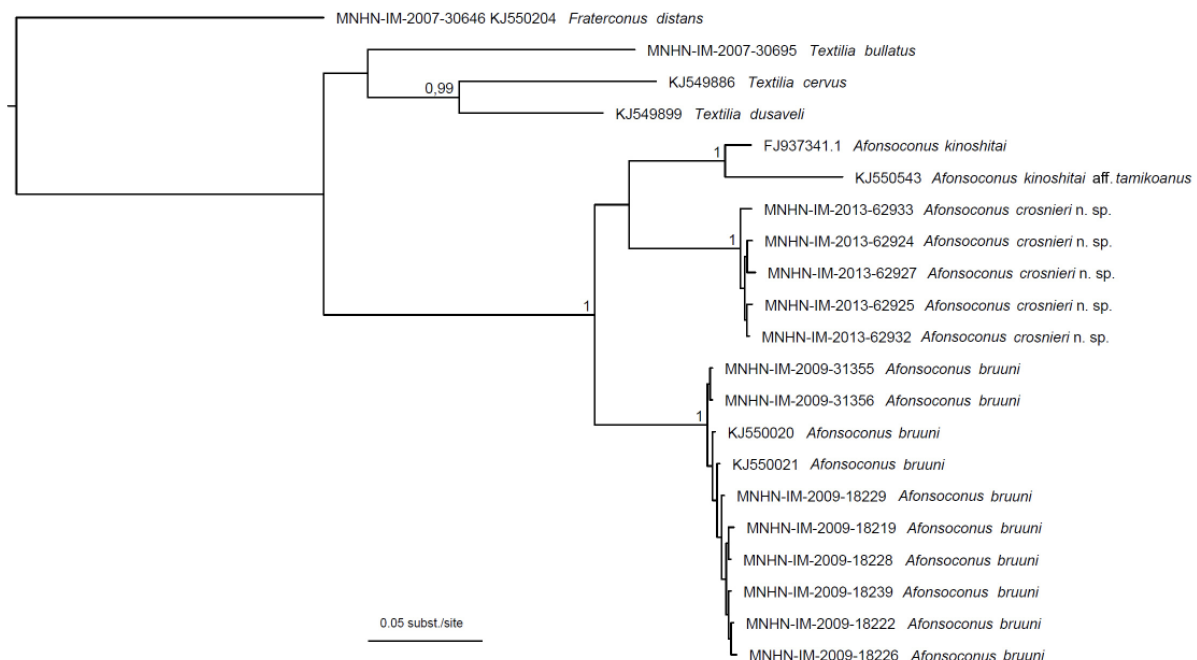 MNHN-IM-2007-30646 KJ550204 Fraterconus distans
MNHN-IM-2007-30695 Textilia bullatus
0,99
KJ549886 Textilia cervus
KJ549899 Textilia dusaveli
1
FJ937341.1 Afonsoconus kinoshitai
KJ550543 Afonsoconus kinoshitai aff. tamikoanus
MNHN-IM-2013-62933 Afonsoconus crosnieri n. sp.
1
MNHN-IM-2013-62924 Afonsoconus crosnieri n. sp.
MNHN-IM-2013-62927 Afonsoconus crosnieri n. sp.
1
MNHN-IM-2013-62925 Afonsoconus crosnieri n. sp.
MNHN-IM-2013-62932 Afonsoconus crosnieri n. sp.
MNHN-IM-2009-31355 Afonsoconus bruuni
MNHN-IM-2009-31356 Afonsoconus bruuni
1
KJ550020 Afonsoconus bruuni
KJ550021 Afonsoconus bruuni
MNHN-IM-2009-18229 Afonsoconus bruuni
MNHN-IM-2009-18219 Afonsoconus bruuni
MNHN-IM-2009-18228 Afonsoconus bruuni
MNHN-IM-2009-18239 Afonsoconus bruuni
0.05 subst./site
MNHN-IM-2009-18222 Afonsoconus bruuni
MNHN-IM-2009-18226 Afonsoconus bruuni